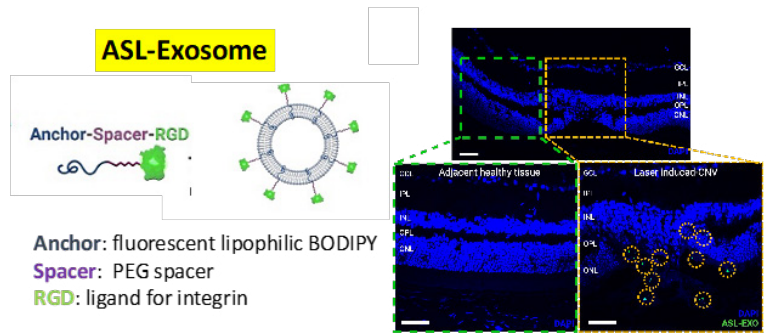 ASL-Exosome
Anchor-Spacer-RGD
Anchor: fluorescent lipophilic BODIPY
Spacer: PEG spacer
RGD: ligand for integrin
GCL
IPL
INL
OPL
ONL
DAPI
Adjacent healthy tissue
GCL
IPL
INL
OPL
ONL
DAPI
Laser induced CNV
GCL
IPL
INL
OPL
ONL
DAPI
ASL-EXO